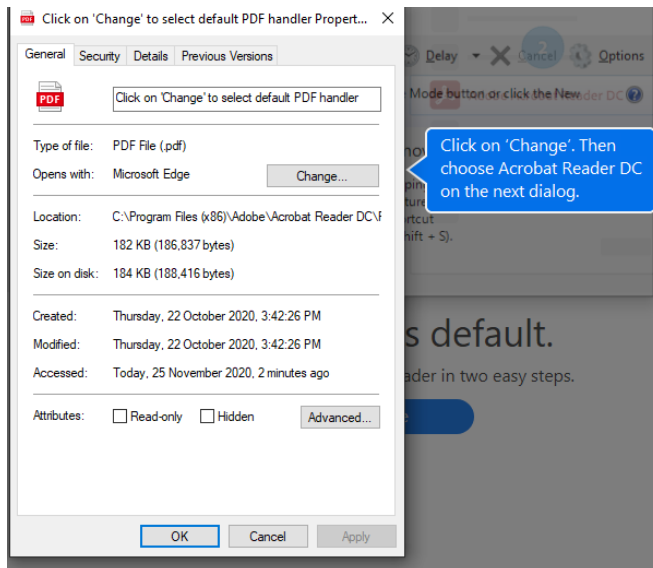 Click on 'Change' to select default PDF handler Propert...
General Security Details Previous Versions
PDF
Click on 'Change' to select default PDF handler
Type of file: PDF File (.pdf)
Opens with: Microsoft Edge Change...
Location: C:\Program Files (x86)\Adobe\Acrobat Reader DC\F
Size: 182 KB (186,837 bytes)
Size on disk: 184 KB (188,416 bytes)
Created: Thursday, 22 October 2020, 3:42:26 PM
Modified: Thursday, 22 October 2020, 3:42:26 PM
Accessed: Today, 25 November 2020, 2 minutes ago
Attributes: Read-only Hidden Advanced...
OK Cancel Apply
Delay Cancel 2 Options
Mode button or click the New
der DC
Click on 'Change'. Then
choose Acrobat Reader DC
on the next dialog.
hift + S).
s default.
ader in two easy steps.